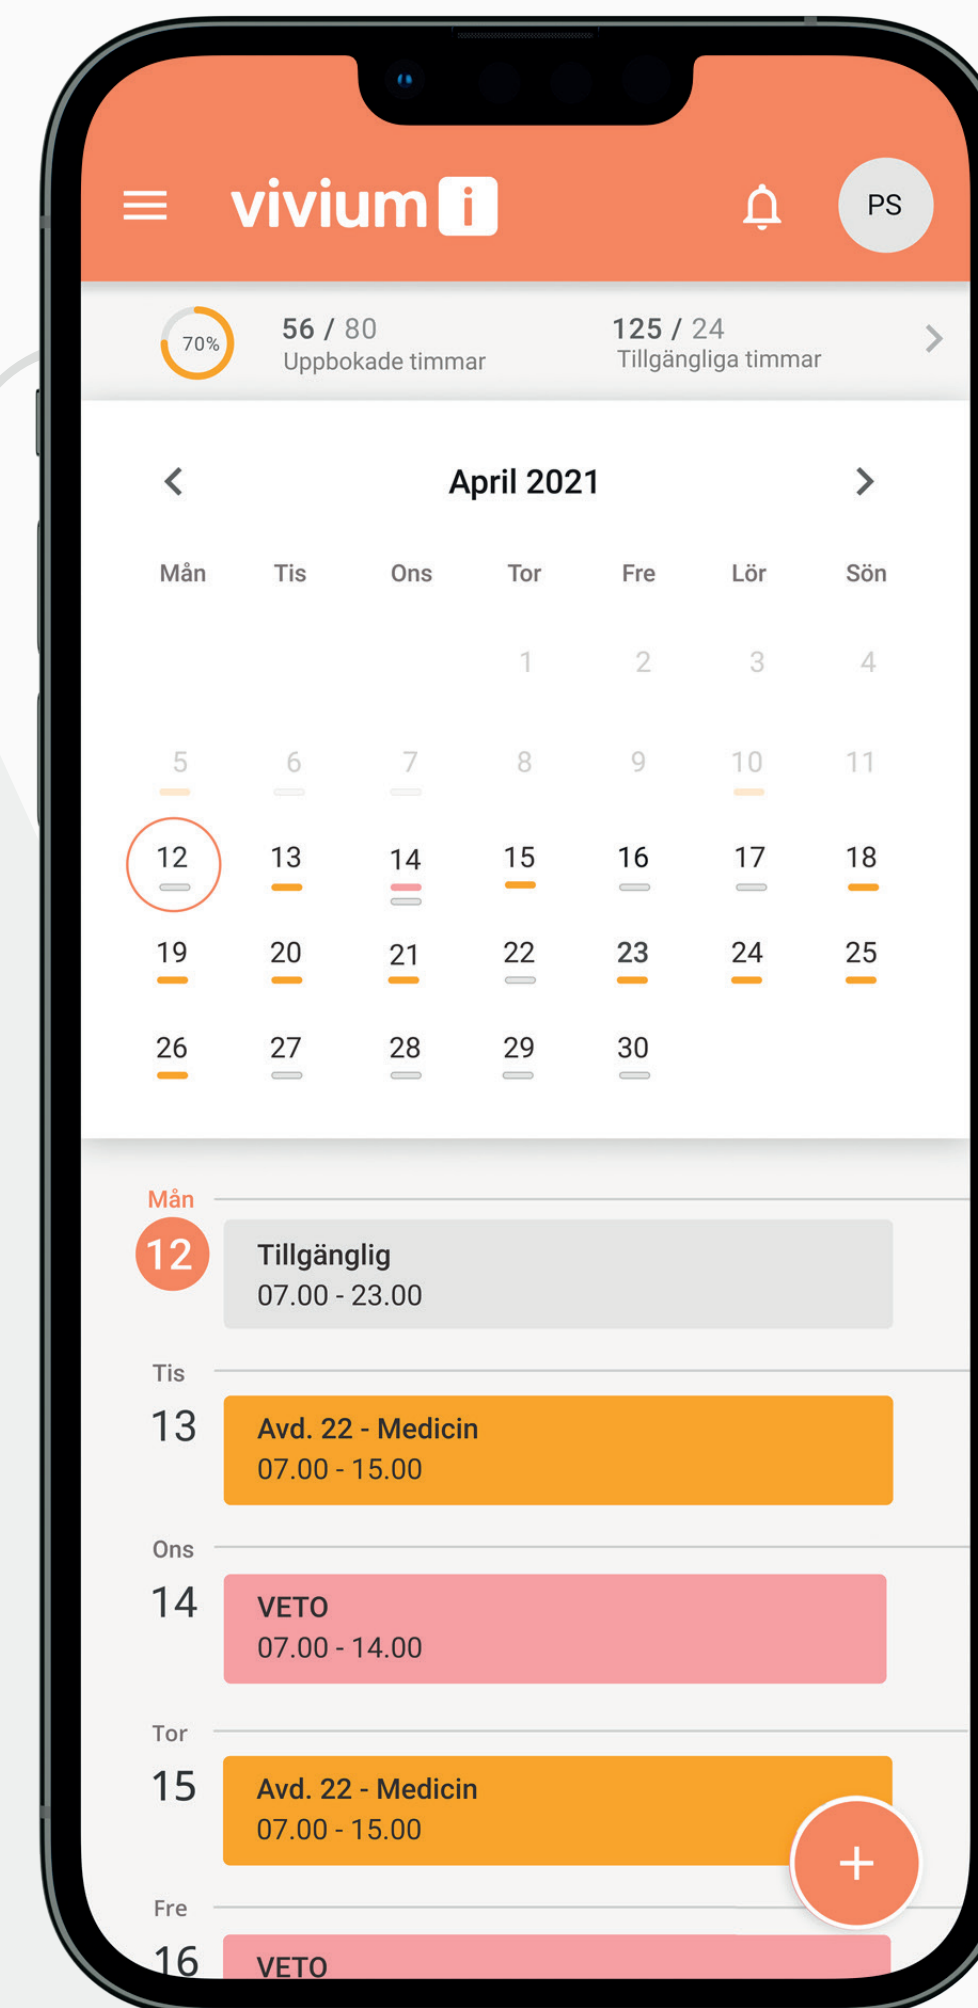 vivium i
PS
70%
56 / 80
Uppbokade timmar
125 / 24
Tillgängliga timmar
April 2021
Mån Tis Ons Tor Fre Lör Sön
1 2 3 4
5 6 7 8 9 10 11
12 13 14 15 16 17 18
19 20 21 22 23 24 25
26 27 28 29 30
Mån
12
Tillgänglig
07.00 - 23.00
Tis
13
Avd. 22 - Medicin
07.00 - 15.00
Ons
14
VETO
07.00 - 14.00
Tor
15
Avd. 22 - Medicin
07.00 - 15.00
Fre
16
VETO